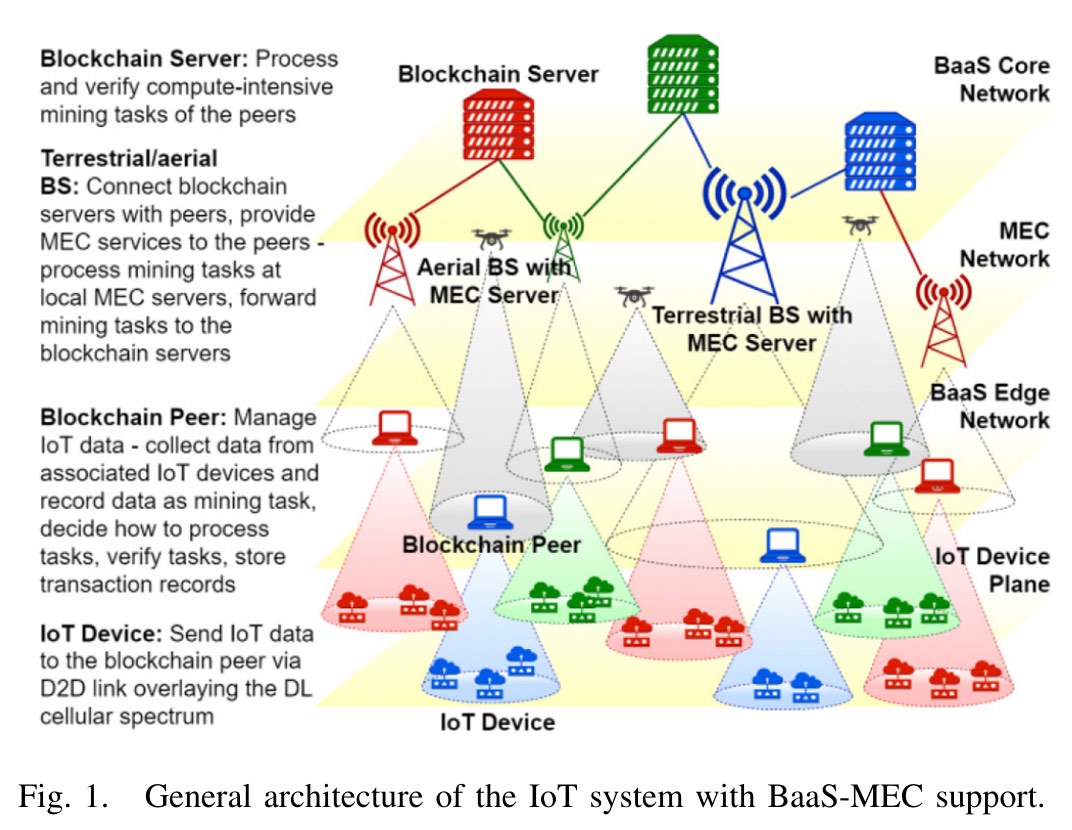 Blockchain Server: Process
and verify compute-intensive
mining tasks of the peers
Terrestrial/aerial
BS: Connect blockchain
servers with peers, provide
MEC services to the peers -
process mining tasks at
local MEC servers, forward
mining tasks to the
blockchain servers
Blockchain Peer: Manage
IoT data - collect data from
associated IoT devices and
record data as mining task,
decide how to process
tasks, verify tasks, store
transaction records
IoT Device: Send IoT data
to the blockchain peer via
D2D link overlaying the DL
cellular spectrum
Blockchain Server
BaaS Core
Network
MEC
Network
Aerial BS with
MEC Server
Terrestrial BS with
MEC Server
BaaS Edge
Network
Blockchain Peer
IoT Device
Plane
IoT Device
Fig. 1. General architecture of the IoT system with BaaS-MEC support.